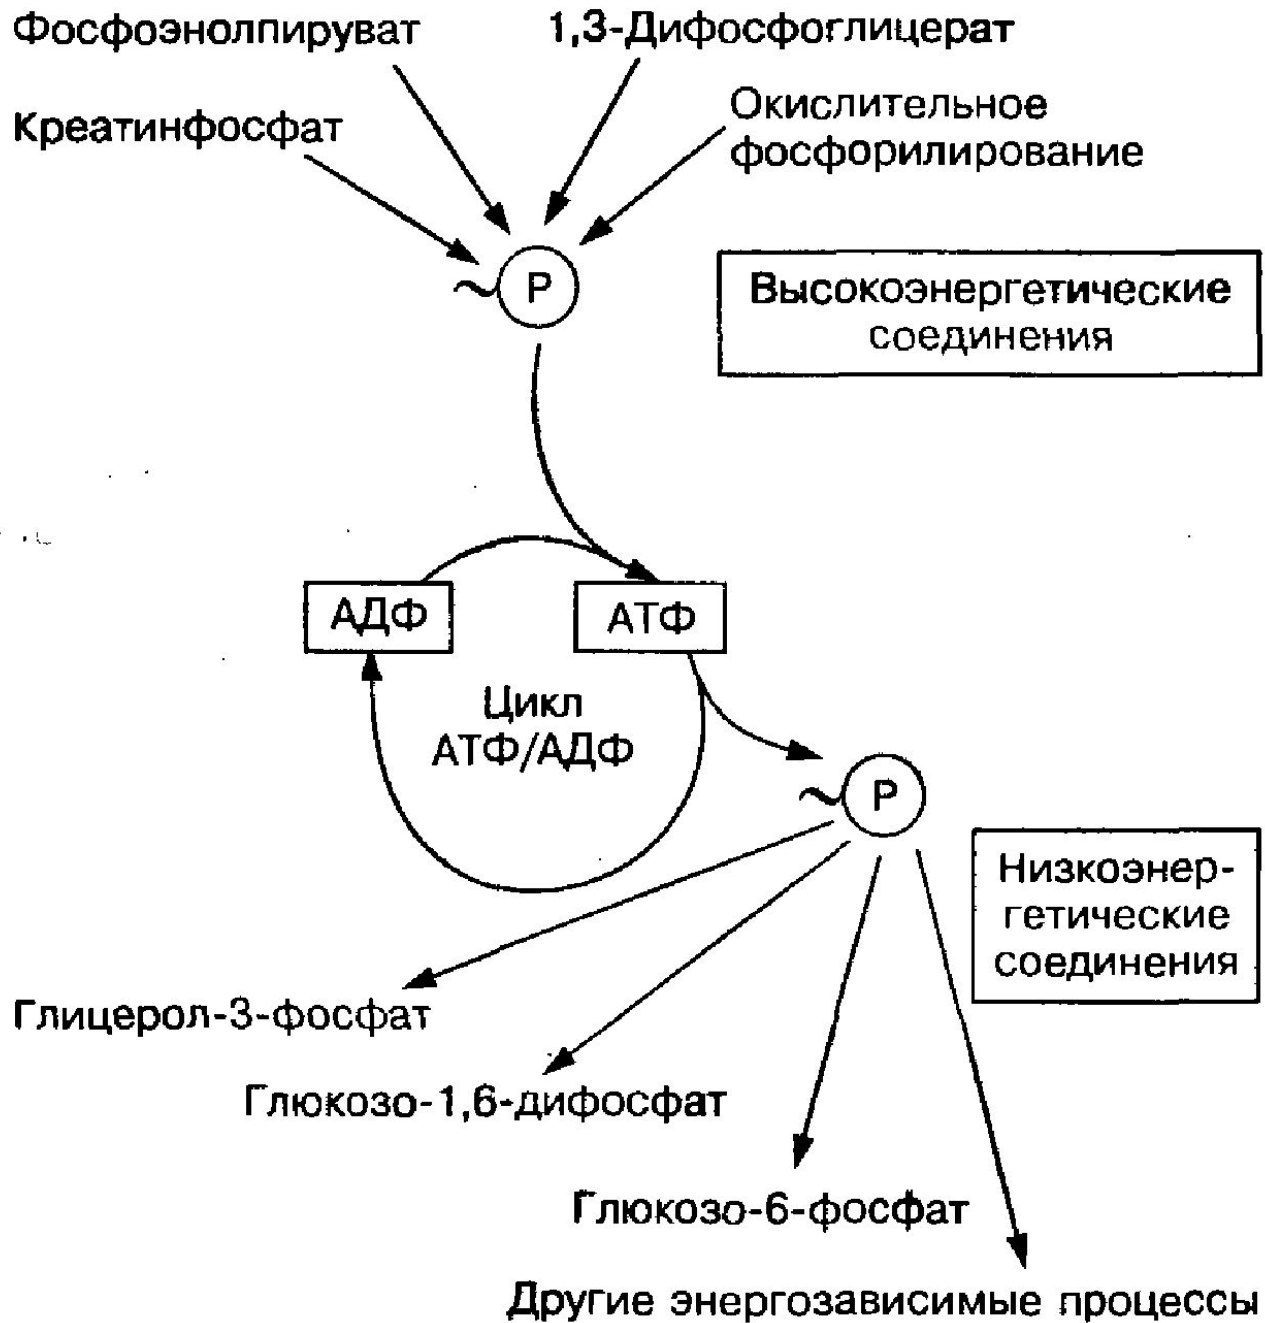 Фосфоэнолпируват
1,3-Дифосфоглицерат
Креатинфосфат
Окислительное
фосфорилирование
~P
Высокоэнергетические
соединения
АДФ
АТФ
Цикл
АТФ/АДФ
~P
Низкоэнер-
гетические
соединения
Глицерол-3-фосфат
Глюкозо-1,6-дифосфат
Глюкозо-6-фосфат
Другие энергозависимые процессы